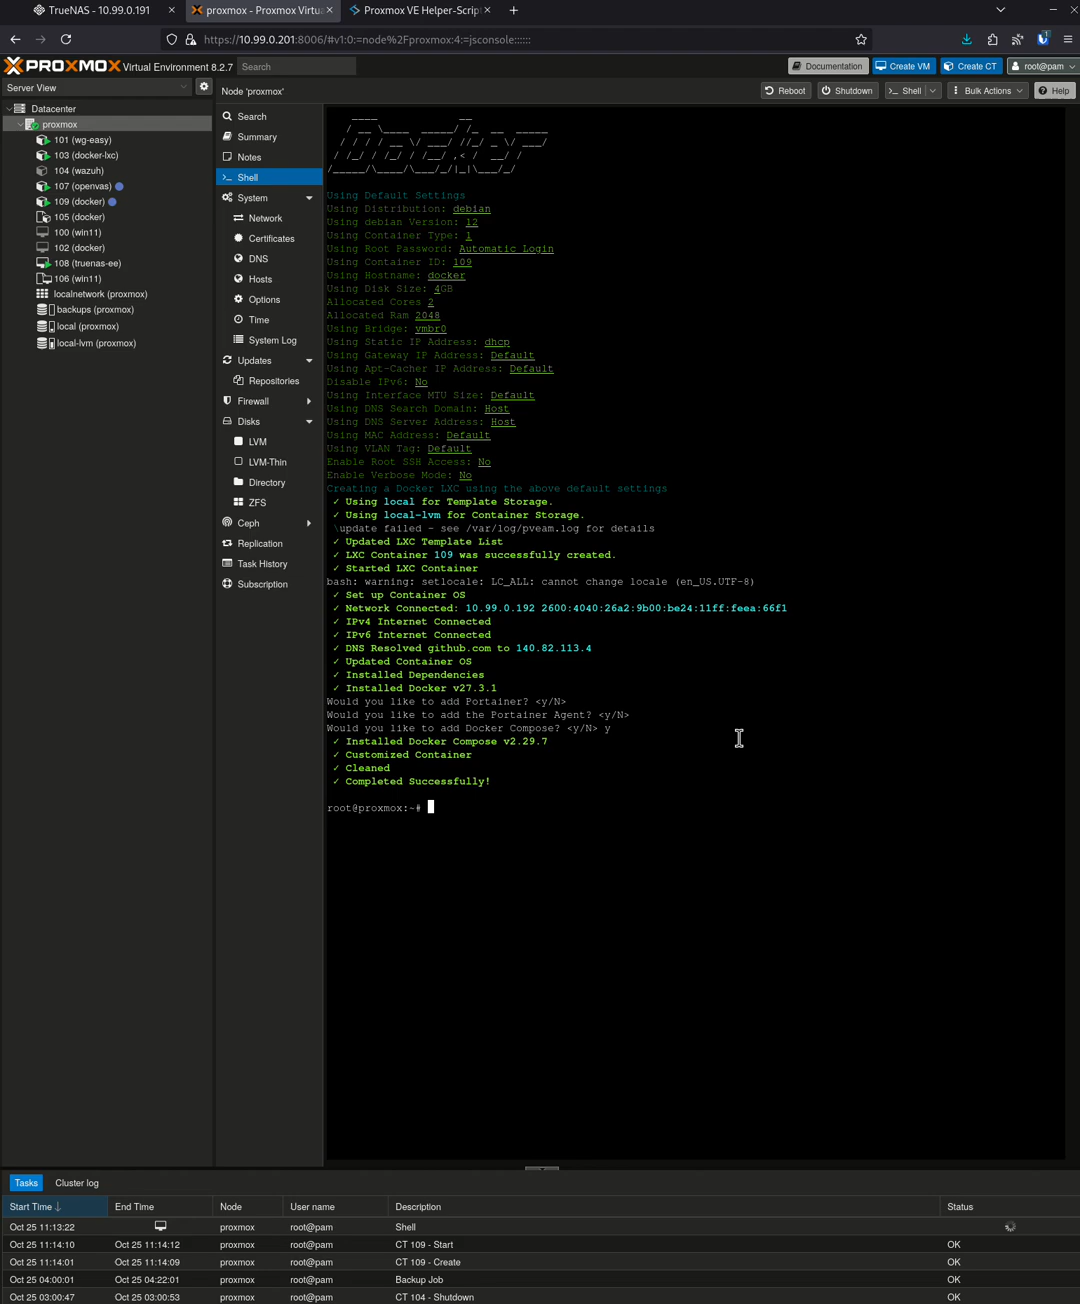 TrueNAS - 10.99.0.191
proxmox - Proxmox Virtu
Proxmox VE Helper-Script
https://10.99.0.201:8006/#v1:0:=node%2Fproxmox:4:=jsconsole::::::
PROXMOX Virtual Environment 8.2.7
Search
Documentation
Create VM
Create CT
root@pam
Server View
Node 'proxmox'
Reboot
Shutdown
Shell
Bulk Actions
Help
Datacenter
proxmox
101 (wg-easy)
103 (docker-lxc)
104 (wazuh)
107 (openvas)
109 (docker)
105 (docker)
100 (win11)
102 (docker)
108 (truenas-ee)
106 (win11)
localnetwork (proxmox)
backups (proxmox)
local (proxmox)
local-lvm (proxmox)
Search
Summary
Notes
Shell
System
Network
Certificates
DNS
Hosts
Options
Time
System Log
Updates
Repositories
Firewall
Disks
LVM
LVM-Thin
Directory
ZFS
Ceph
Replication
Task History
Subscription
Using Default Settings
Using Distribution: debian
Using debian Version: 12
Using Container Type: 1
Using Root Password: Automatic Login
Using Container ID: 109
Using Hostname: docker
Using Disk Size: 4GB
Allocated Cores 2
Allocated Ram 2048
Using Bridge: vmbr0
Using Static IP Address: dhcp
Using Gateway IP Address: Default
Using Apt-Cacher IP Address: Default
Disable IPv6: No
Using Interface MTU Size: Default
Using DNS Search Domain: Host
Using DNS Server Address: Host
Using MAC Address: Default
Using VLAN Tag: Default
Enable Root SSH Access: No
Enable Verbose Mode: No
Creating a Docker LXC using the above default settings
✓ Using local for Template Storage.
✓ Using local-lvm for Container Storage.
\update failed - see /var/log/pveam.log for details
✓ Updated LXC Template List
✓ LXC Container 109 was successfully created.
✓ Started LXC Container
bash: warning: setlocale: LC_ALL: cannot change locale (en_US.UTF-8)
✓ Set up Container OS
✓ Network Connected: 10.99.0.192 2600:4040:26a2:9b00:be24:11ff:feea:66f1
✓ IPv4 Internet Connected
✓ IPv6 Internet Connected
✓ DNS Resolved github.com to 140.82.113.4
✓ Updated Container OS
✓ Installed Dependencies
✓ Installed Docker v27.3.1
Would you like to add Portainer? <y/N>
Would you like to add the Portainer Agent? <y/N>
Would you like to add Docker Compose? <y/N> y
✓ Installed Docker Compose v2.29.7
✓ Customized Container
✓ Cleaned
✓ Completed Successfully!
root@proxmox:~#
Tasks
Cluster log
Start Time ↓ End Time Node User name Description Status
Oct 25 11:13:22 proxmox root@pam Shell
Oct 25 11:14:10 Oct 25 11:14:12 proxmox root@pam CT 109 - Start OK
Oct 25 11:14:01 Oct 25 11:14:09 proxmox root@pam CT 109 - Create OK
Oct 25 04:00:01 Oct 25 04:22:01 proxmox root@pam Backup Job OK
Oct 25 03:00:47 Oct 25 03:00:53 proxmox root@pam CT 104 - Shutdown OK